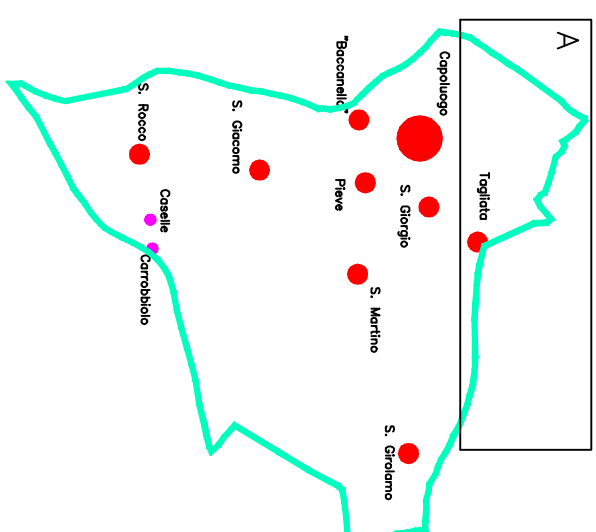 A
Capoluogo
"Baccanello"
Tagliata
S. Giorgio
Pieve
S. Giacomo
S. Rocco
Caselle
Carrobbiolo
S. Martino
S. Girolamo